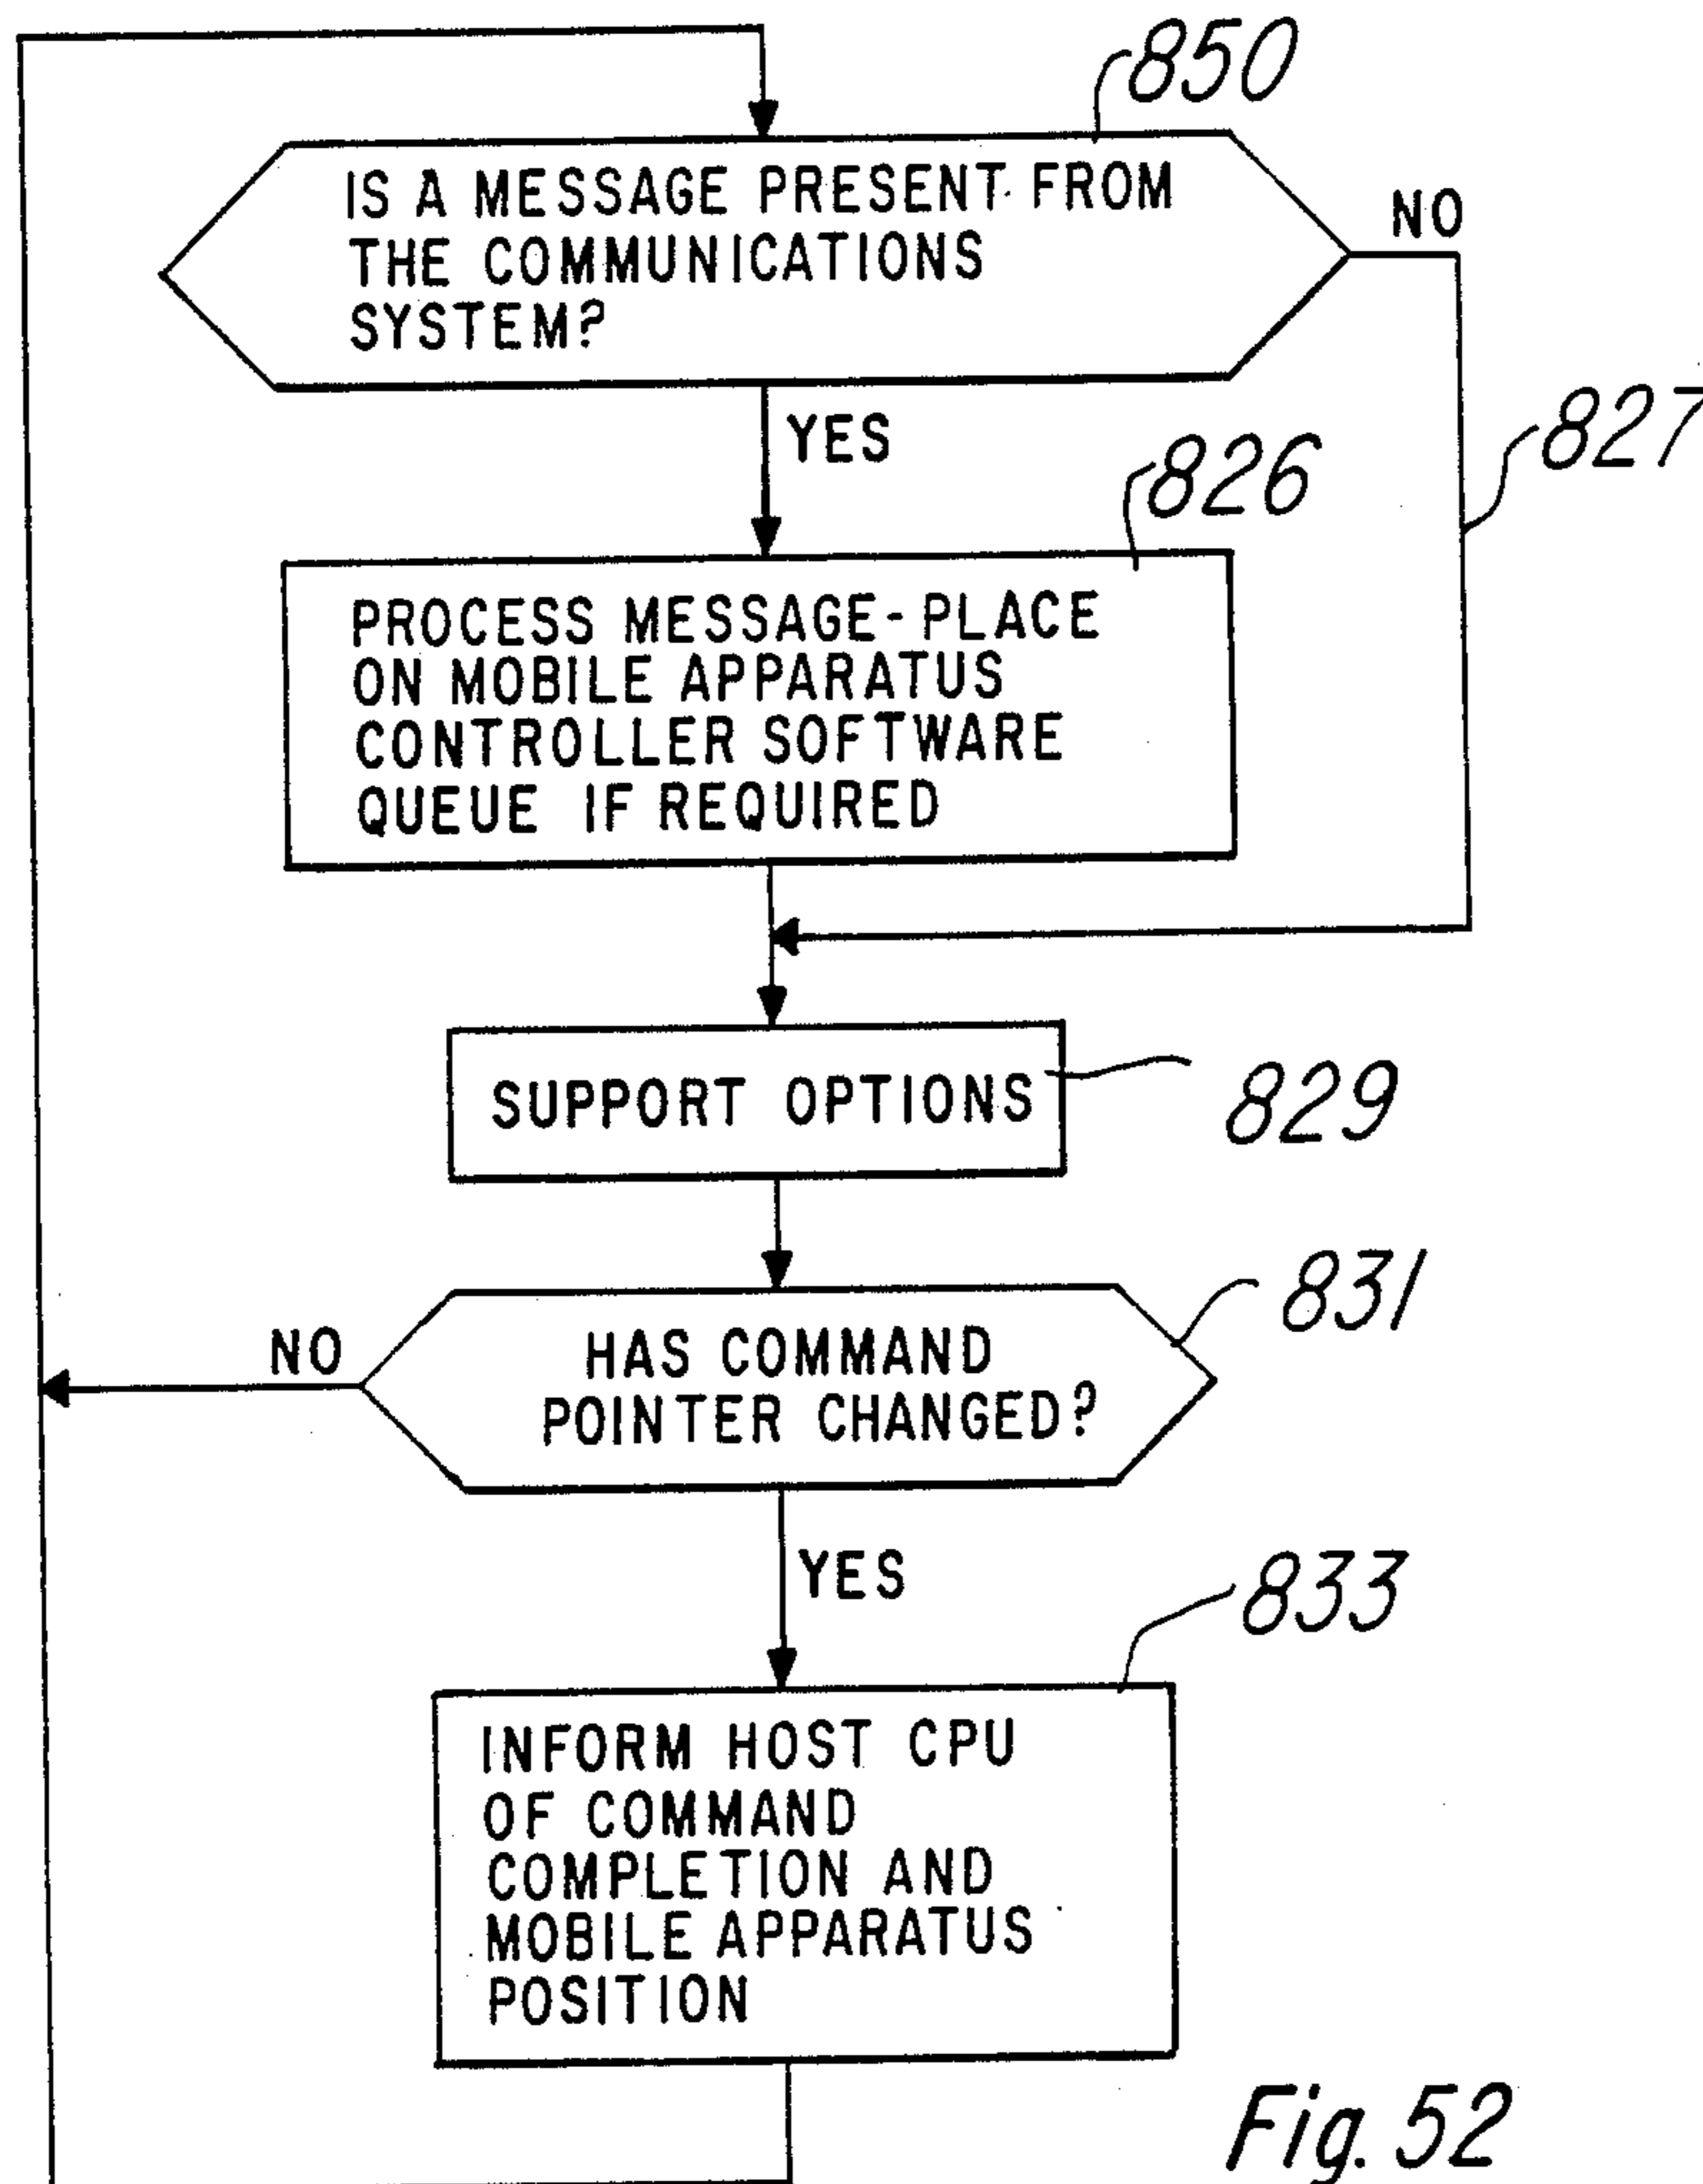 850
IS A MESSAGE PRESENT FROM
THE COMMUNICATIONS
SYSTEM?
NO
YES
827
826
PROCESS MESSAGE-PLACE
ON MOBILE APPARATUS
CONTROLLER SOFTWARE
QUEUE IF REQUIRED
SUPPORT OPTIONS
829
831
NO
HAS COMMAND
POINTER CHANGED?
YES
833
INFORM HOST CPU
OF COMMAND
COMPLETION AND
MOBILE APPARATUS
POSITION
Fig. 52